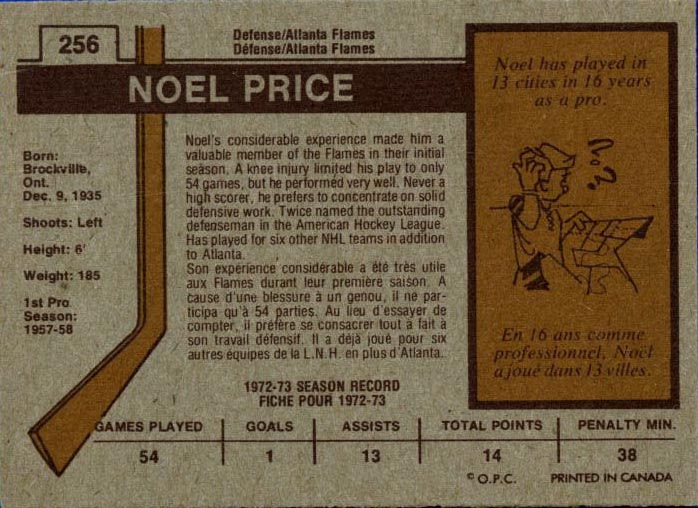 256
Defense/Atlanta Flames
Défense/Atlanta Flames
NOEL PRICE
Born:
Brockville,
Ont.
Dec. 9, 1935
Shoots: Left
Height: 6'
Weight: 185
1st Pro
Season:
1957-58
Noel's considerable experience made him a
valuable member of the Flames in their initial
season. A knee injury limited his play to only
54 games, but he performed very well. Never a
high scorer, he prefers to concentrate on solid
defensive work. Twice named the outstanding
defenseman in the American Hockey League.
Has played for six other NHL teams in addition
to Atlanta.
Son expérience considérable a été très utile
aux Flames durant leur première saison. A
cause d'une blessure à un genou, il ne par-
ticipa qu'à 54 parties. Au lieu d'essayer de
compter, il préfère se consacrer tout à fait à
son travail défensif. Il a déjà joué pour six
autres équipes de la L.N.H. en plus d'Atlanta.
Noel has played in
13 cities in 16 years
as a pro.
En 16 ans comme
professionnel, Noël
a joué dans 13 villes.
1972-73 SEASON RECORD
FICHE POUR 1972-73
GAMES PLAYED GOALS ASSISTS TOTAL POINTS PENALTY MIN.
54 1 13 14 38
© O.P.C. PRINTED IN CANADA